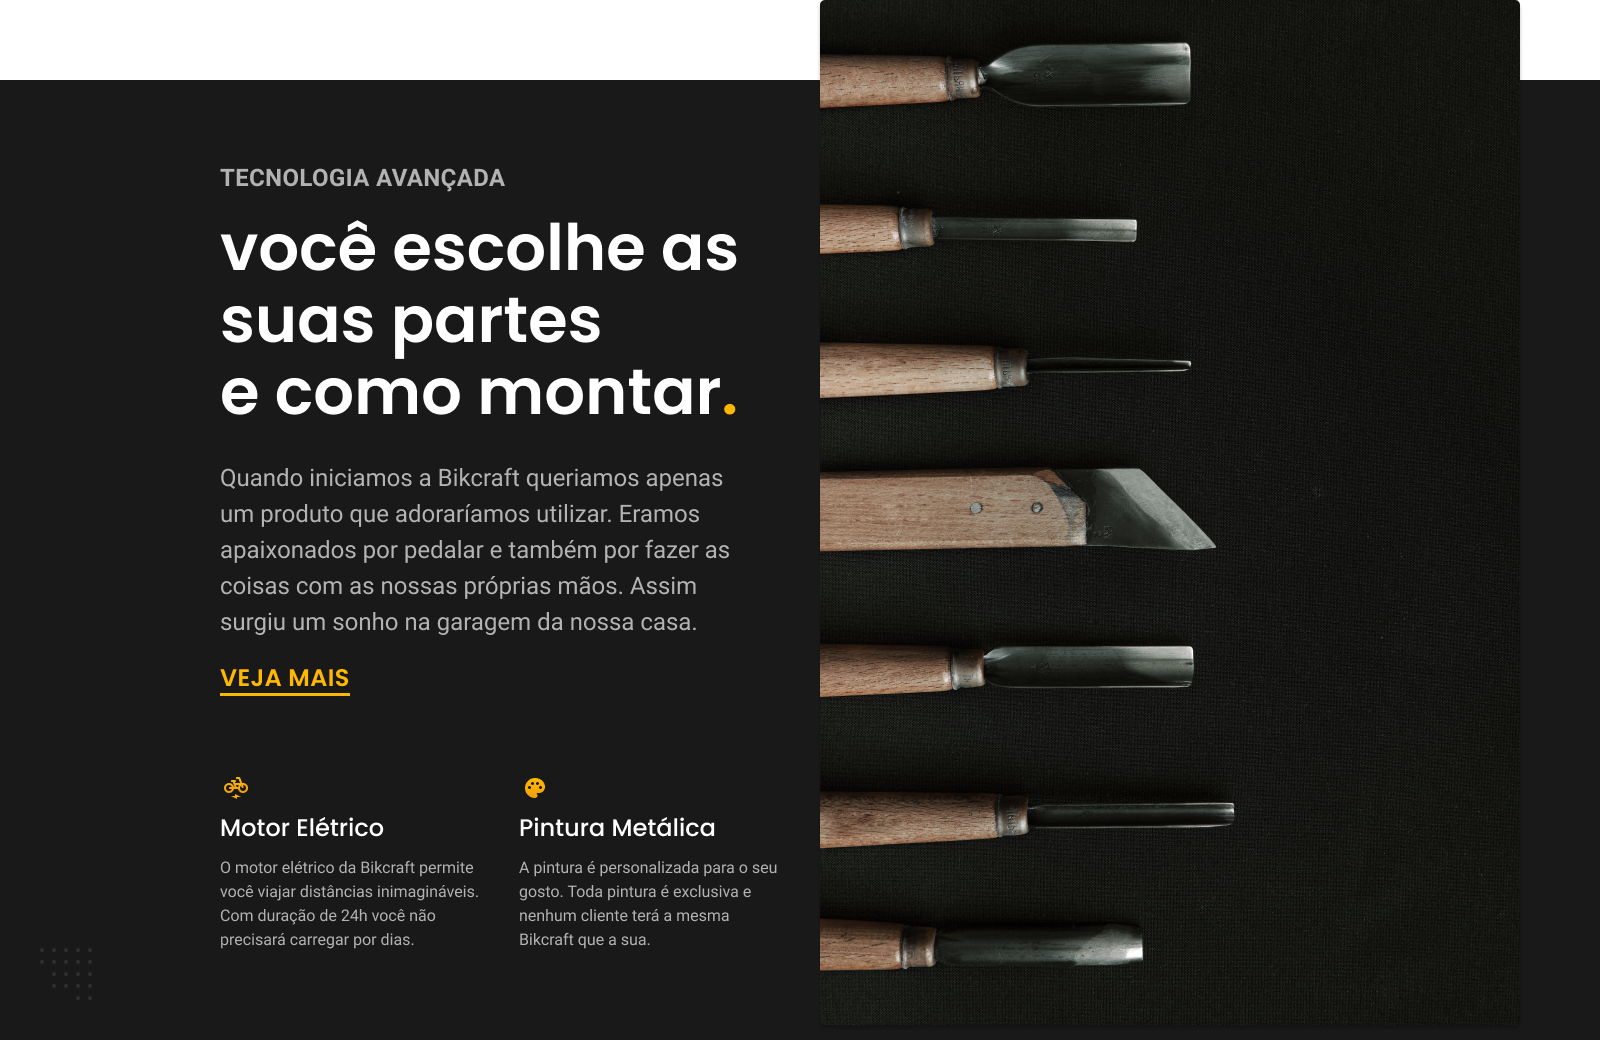 TECNOLOGIA AVANÇADA
você escolhe as
suas partes
e como montar.
Quando iniciamos a Bikcraft queriamos apenas
um produto que adoraríamos utilizar. Eramos
apaixonados por pedalar e também por fazer as
coisas com as nossas próprias mãos. Assim
surgiu um sonho na garagem da nossa casa.
VEJA MAIS
Motor Elétrico
O motor elétrico da Bikcraft permite
você viajar distâncias inimagináveis.
Com duração de 24h você não
precisará carregar por dias.
Pintura Metálica
A pintura é personalizada para o seu
gosto. Toda pintura é exclusiva e
nenhum cliente terá a mesma
Bikcraft que a sua.